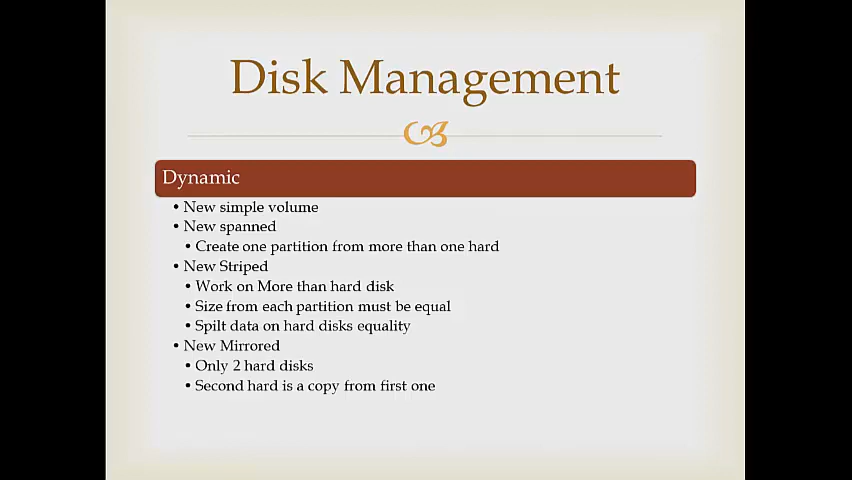 Disk Management
Dynamic
• New simple volume
• New spanned
• Create one partition from more than one hard
• New Striped
• Work on More than hard disk
• Size from each partition must be equal
• Spilt data on hard disks equality
• New Mirrored
• Only 2 hard disks
• Second hard is a copy from first one